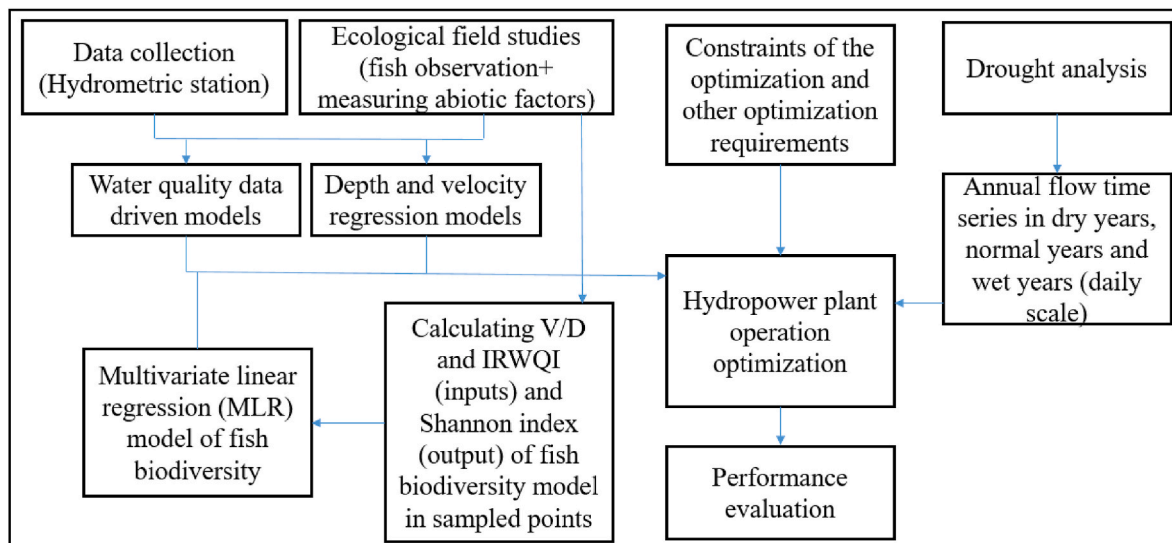 Data collection
(Hydrometric station)
Ecological field studies
(fish observation+
measuring abiotic factors)
Constraints of the
optimization and
other optimization
requirements
Drought analysis
Water quality data
driven models
Depth and velocity
regression models
Annual flow time
series in dry years,
normal years and
wet years (daily
scale)
Hydropower plant
operation
optimization
Calculating V/D
and IRWQI
(inputs) and
Shannon index
(output) of fish
biodiversity model
in sampled points
Multivariate linear
regression (MLR)
model of fish
biodiversity
Performance
evaluation